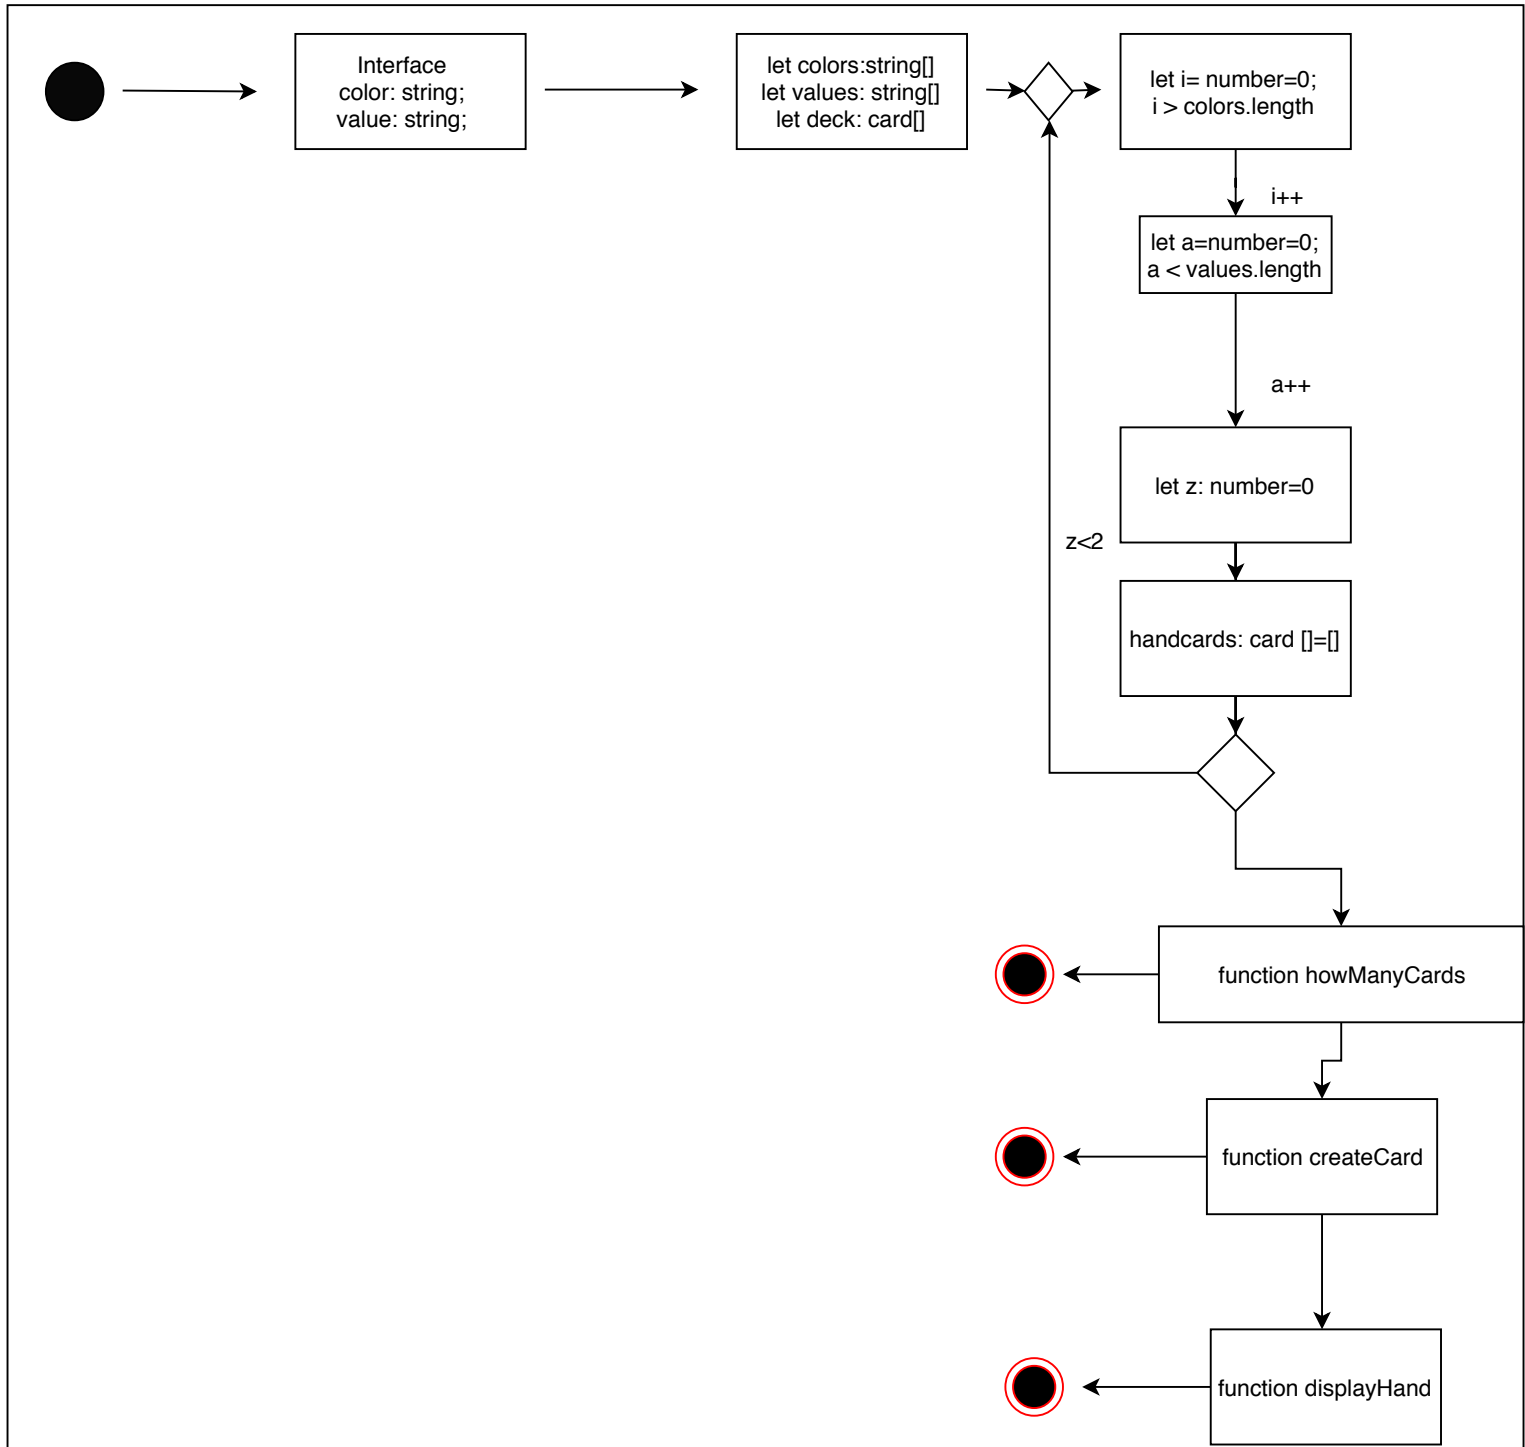 Interface
color: string;
value: string;
let colors:string[]
let values: string[]
let deck: card[]
let i= number=0;
i > colors.length
i++
let a=number=0;
a < values.length
a++
let z: number=0
z<2
handcards: card []=[]
function howManyCards
function createCard
function displayHand